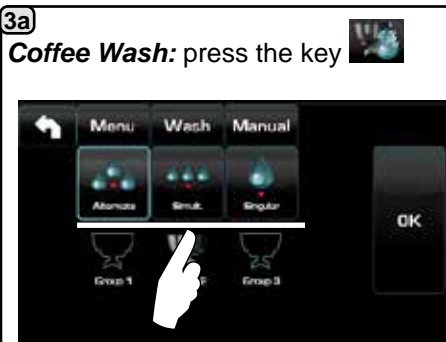 3a
Coffee Wash: press the key
Menu Wash Manual
Alternate Simult. Singular
OK
Group 1 Group 3